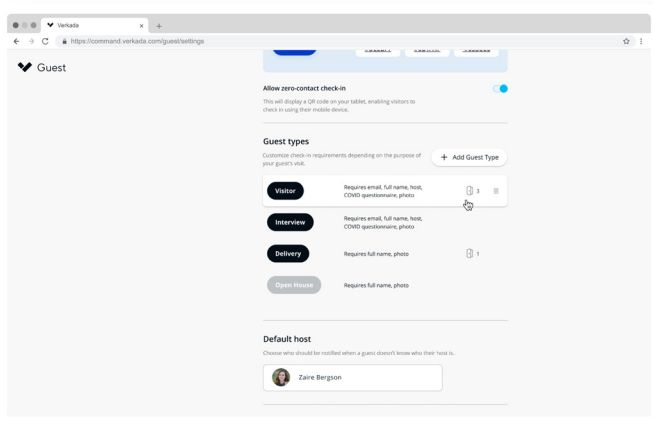 Verkada
https://command.verkada.com/guest/settings
Guest
Allow zero-contact check-in
This will display a QR code on your tablet, enabling visitors to
check in using their mobile device.
Guest types
Customize check-in requirements depending on the purpose of
your guest's visit.
+ Add Guest Type
Visitor
Requires email, full name, host,
COVID questionnaire, photo
3
Interview
Requires email, full name, host,
COVID questionnaire, photo
Delivery
Requires full name, photo
1
Open House
Requires full name, photo
Default host
Choose who should be notified when a guest doesn't know who their host is.
Zaire Bergson